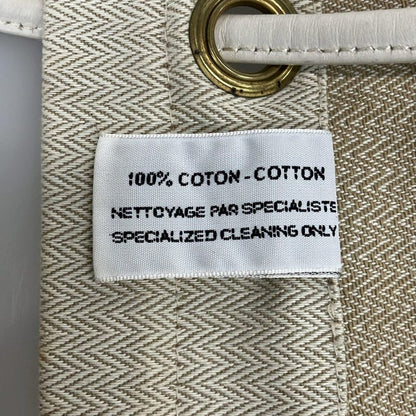 100% COTON - COTTON
NETTOYAGE PAR SPECIALISTE
SPECIALIZED CLEANING ONLY